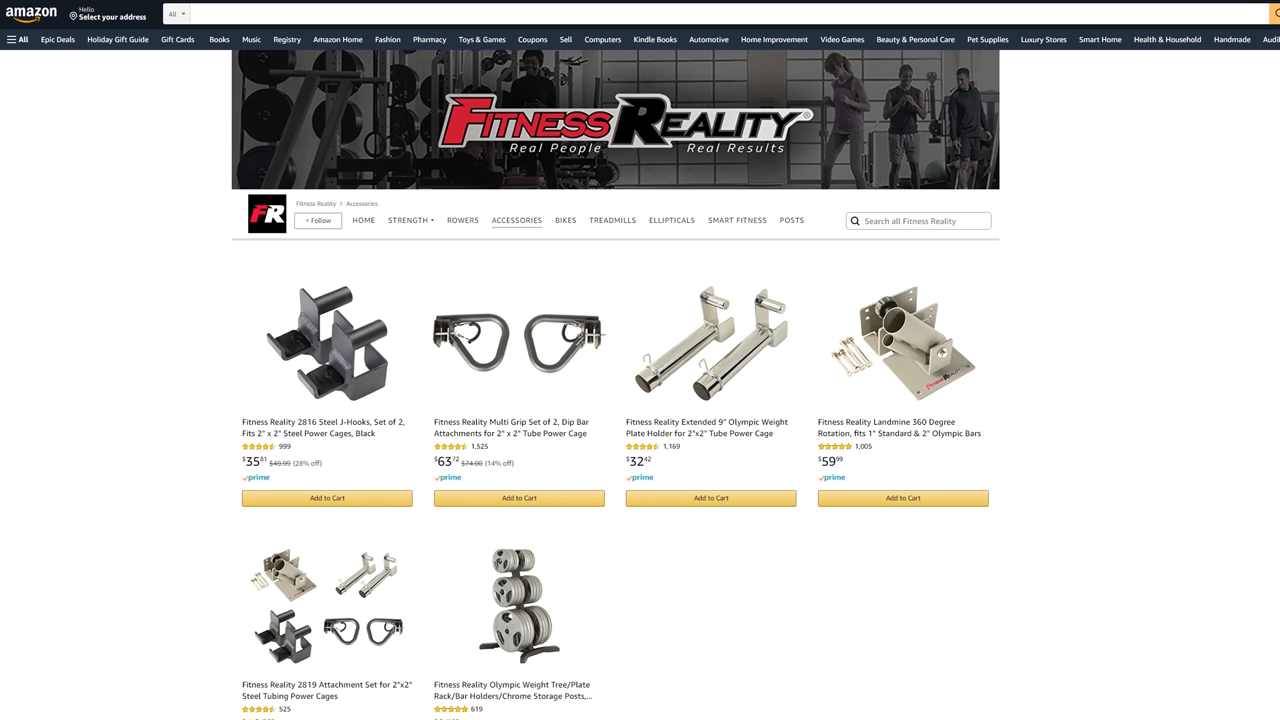 amazon
Hello
Select your address
All
All
Epic Deals
Holiday Gift Guide
Gift Cards
Books
Music
Registry
Amazon Home
Fashion
Pharmacy
Toys & Games
Coupons
Sell
Computers
Kindle Books
Automotive
Home Improvement
Video Games
Beauty & Personal Care
Pet Supplies
Luxury Stores
Smart Home
Health & Household
Handmade
FITNESS REALITY®
Real People Real Results
FR
Fitness Reality > Accessories
+ Follow
HOME
STRENGTH
ROWERS
ACCESSORIES
BIKES
TREADMILLS
ELLIPTICALS
SMART FITNESS
POSTS
Search all Fitness Reality
Fitness Reality 2816 Steel J-Hooks, Set of 2,
Fits 2" x 2" Steel Power Cages, Black
999
$35.81 $49.99 (28% off)
prime
Add to Cart
Fitness Reality Multi Grip Set of 2, Dip Bar
Attachments for 2" x 2" Tube Power Cage
1,525
$63.72 $74.00 (14% off)
prime
Add to Cart
Fitness Reality Extended 9" Olympic Weight
Plate Holder for 2"x2" Tube Power Cage
1,169
$32.42
prime
Add to Cart
FITNESS REALITY
Fitness Reality Landmine 360 Degree
Rotation, fits 1" Standard & 2" Olympic Bars
1,005
$59.99
prime
Add to Cart
Fitness Reality 2819 Attachment Set for 2"x2"
Steel Tubing Power Cages
525
Fitness Reality Olympic Weight Tree/Plate
Rack/Bar Holders/Chrome Storage Posts,...
619